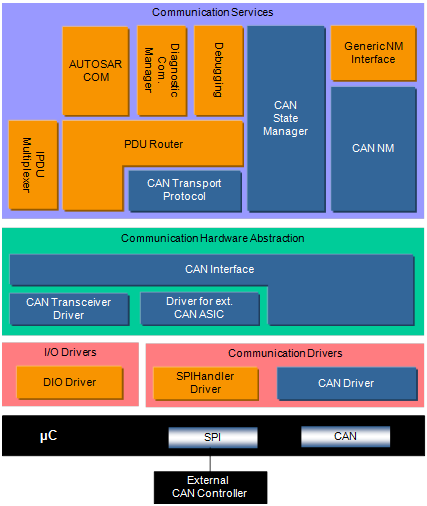 Communication Services
AUTOSAR
COM
Diagnostic
Com.
Manager
Debugging
CAN
State
Manager
Generic NM
Interface
CAN NM
IPDU
Multiplexer
PDU Router
CAN Transport
Protocol
Communication Hardware Abstraction
CAN Interface
CAN Transceiver
Driver
Driver for ext.
CAN ASIC
I/O Drivers
DIO Driver
Communication Drivers
SPIHandler
Driver
CAN Driver
µC
SPI
CAN
External
CAN Controller